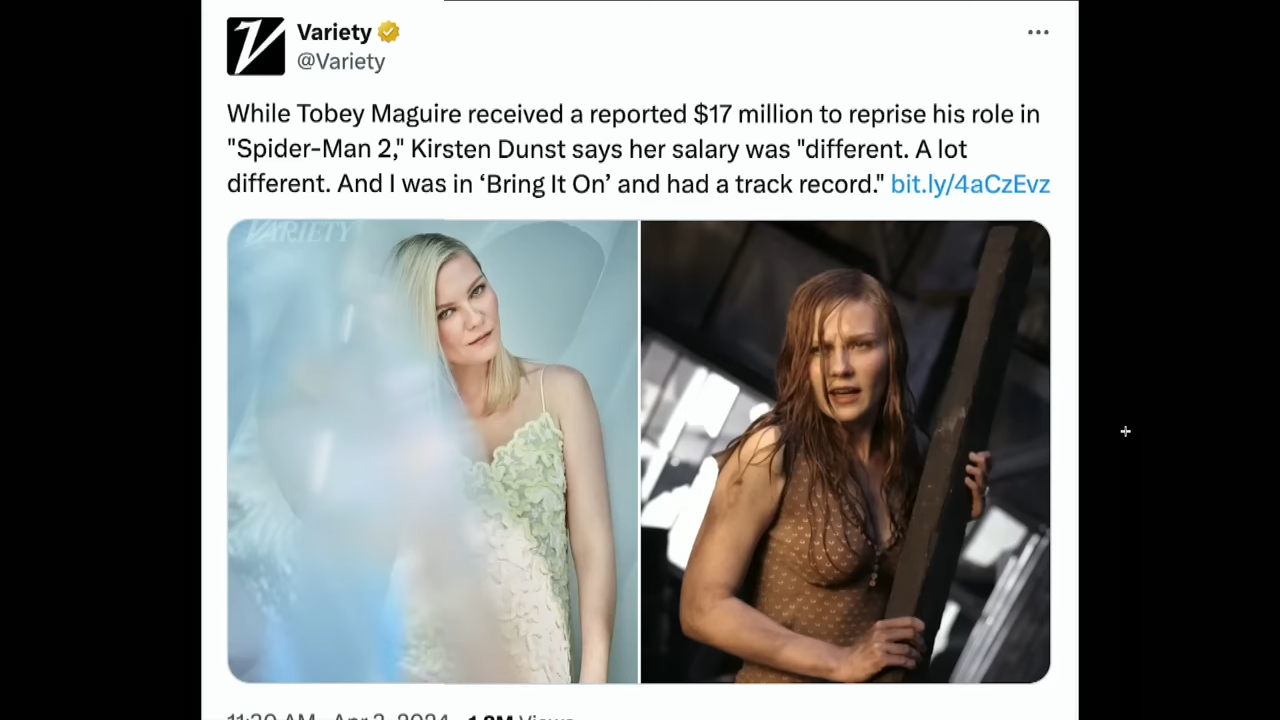 Variety
@Variety
While Tobey Maguire received a reported $17 million to reprise his role in
"Spider-Man 2," Kirsten Dunst says her salary was "different. A lot
different. And I was in ‘Bring It On’ and had a track record." bit.ly/4aCzEvz
VARIETY